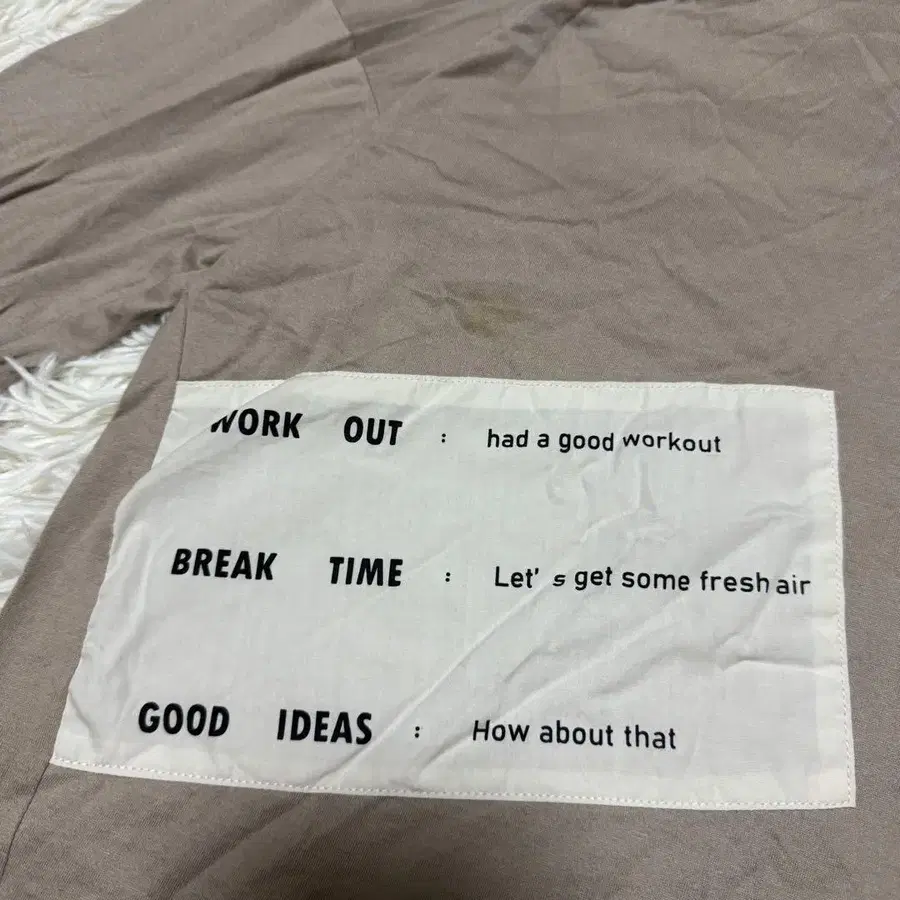 WORK OUT : had a good workout
BREAK TIME : Let's get some fresh air
GOOD IDEAS : How about that